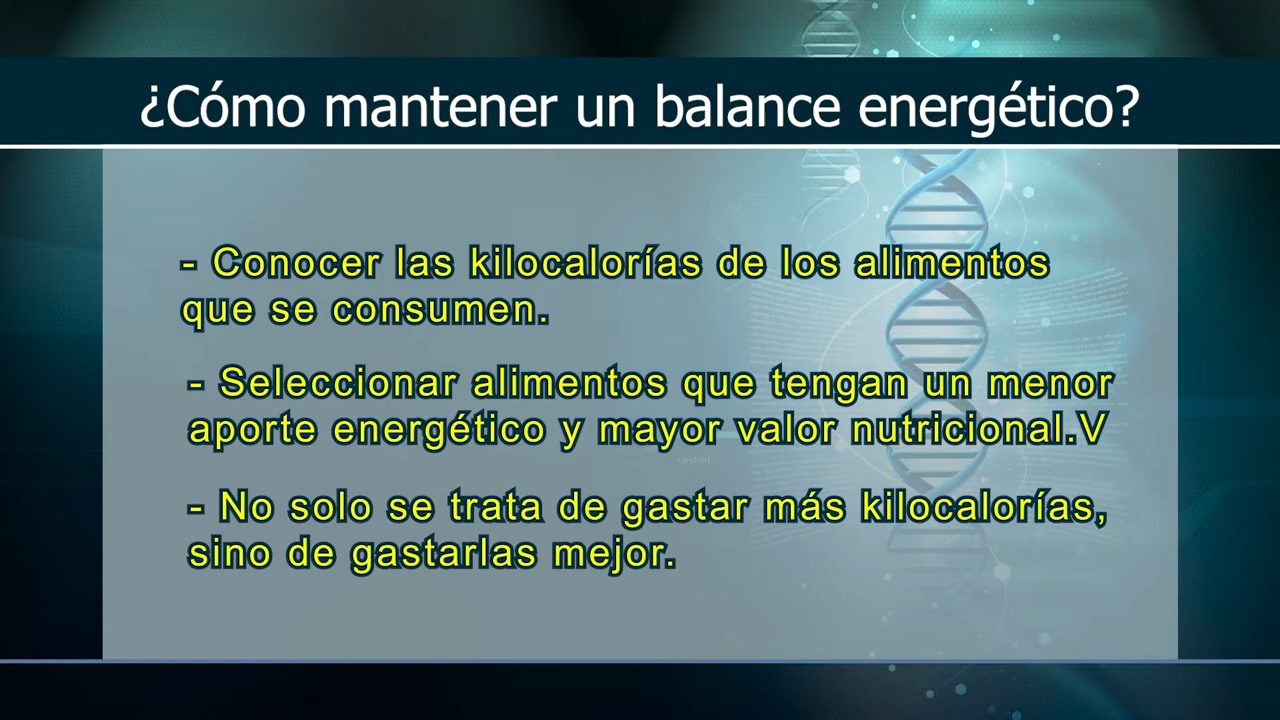 ¿Cómo mantener un balance energético?
- Conocer las kilocalorías de los alimentos
que se consumen.
- Seleccionar alimentos que tengan un menor
aporte energético y mayor valor nutricional.V
- No solo se trata de gastar más kilocalorías,
sino de gastarlas mejor.